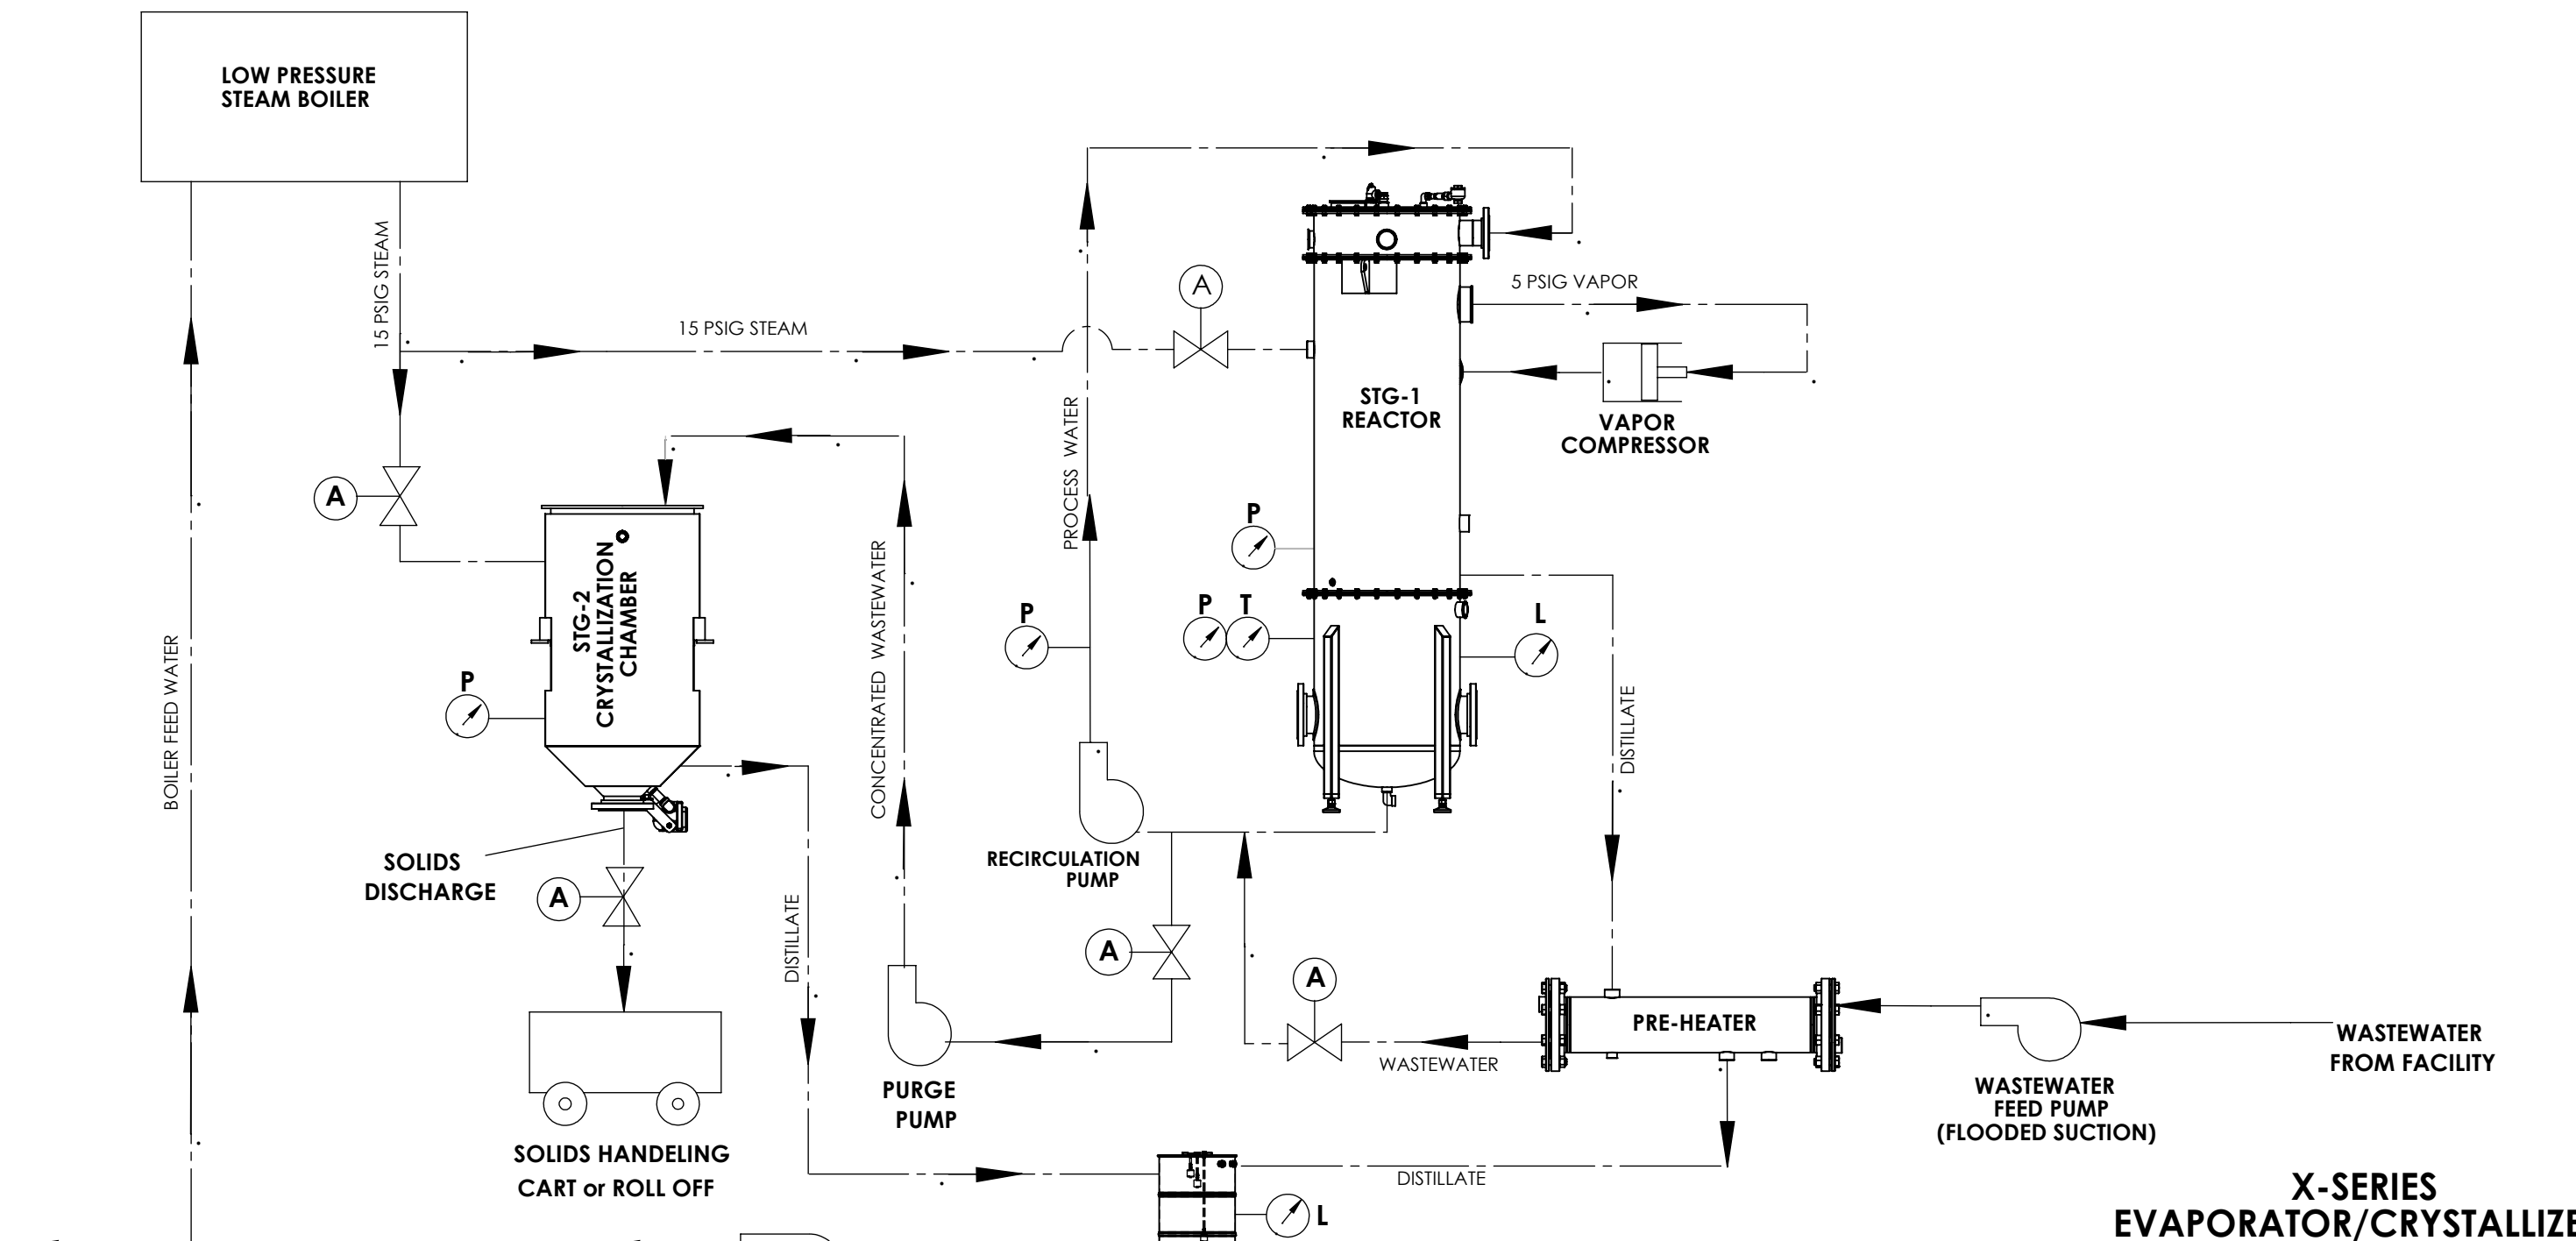 LOW PRESSURE
STEAM BOILER
15 PSIG STEAM
15 PSIG STEAM
A
5 PSIG VAPOR
STG-1
REACTOR
VAPOR
COMPRESSOR
PROCESS WATER
A
STG-2
CRYSTALLIZATION
CHAMBER
P
P
P T
L
P
P
CONCENTRATED WASTEWATER
BOILER FEED WATER
DISTILLATE
RECIRCULATION
PUMP
SOLIDS
DISCHARGE
A
DISTILLATE
A
A
PRE-HEATER
WASTEWATER
WASTEWATER
FROM FACILITY
WASTEWATER
FEED PUMP
(FLOODED SUCTION)
PURGE
PUMP
SOLIDS HANDELING
CART or ROLL OFF
DISTILLATE
L
X-SERIES
EVAPORATOR/CRYSTALLIZE